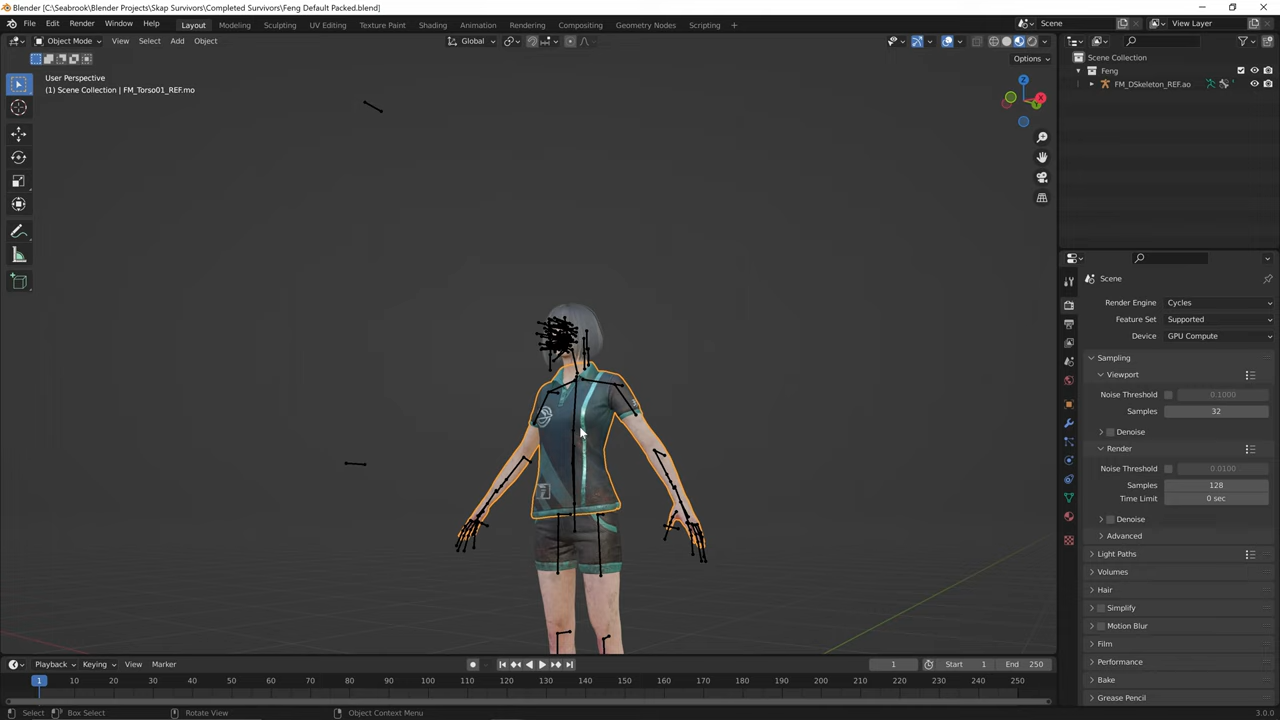 Blender [C:\Seabrook\Blender Projects\Skap Survivors\Completed Survivors\Feng Default Packed.blend]
File Edit Render Window Help Layout Modeling Sculpting UV Editing Texture Paint Shading Animation Rendering Compositing Geometry Nodes Scripting + Scene View Layer
Object Mode View Select Add Object Global
Options
User Perspective
(1) Scene Collection | FM_Torso01_REF.mo
Z
X
Y
Scene Collection
Feng
FM_DSkeleton_REF.ao
Scene
Render Engine Cycles
Feature Set Supported
Device GPU Compute
Sampling
Viewport
Noise Threshold 0.1000
Samples 32
Denoise
Render
Noise Threshold 0.0100
Samples 128
Time Limit 0 sec
Denoise
Advanced
Light Paths
Volumes
Hair
Simplify
Motion Blur
Film
Performance
Bake
Grease Pencil
Playback Keying View Marker 1 Start 1 End 250
1 10 20 30 40 50 60 70 80 90 100 110 120 130 140 150 160 170 180 190 200 210 220 230 240 250
Select Box Select Rotate View Object Context Menu 3.0.0